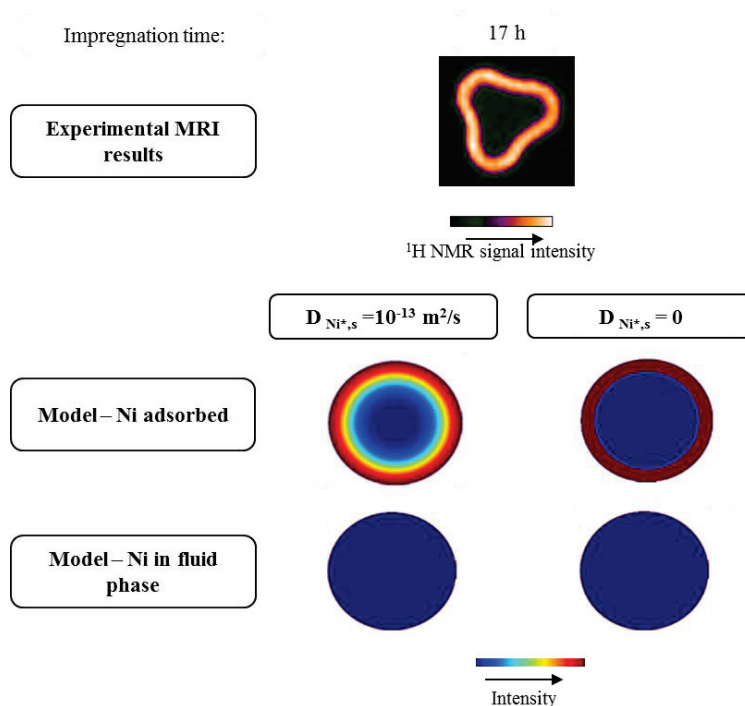 Impregnation time:
17 h
Experimental MRI
results
¹H NMR signal intensity
D Ni*,s =10⁻¹³ m²/s
D Ni*,s = 0
Model – Ni adsorbed
Model – Ni in fluid
phase
Intensity